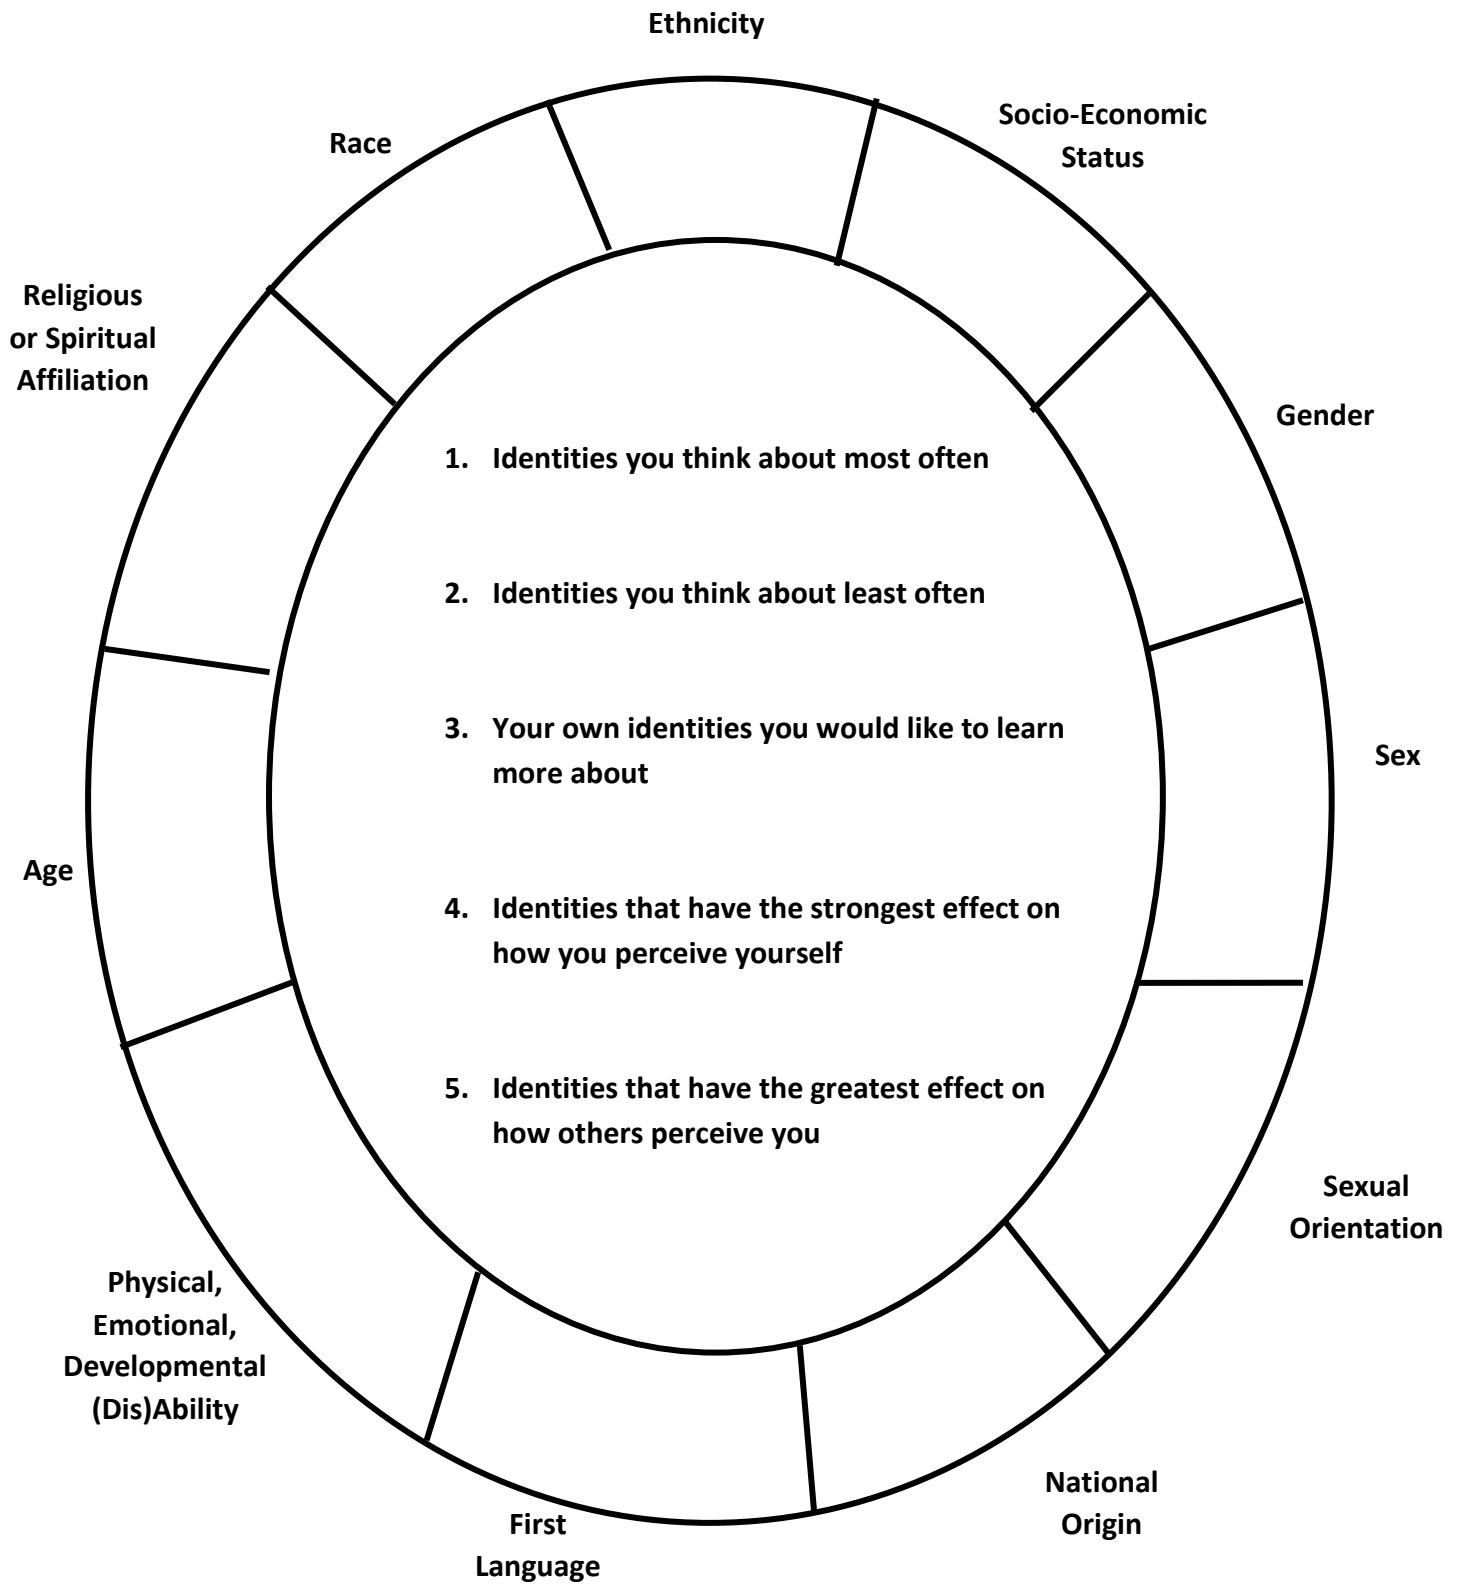 Ethnicity
Socio-Economic
Status
Race
Religious
or Spiritual
Affiliation
Gender
1. Identities you think about most often
2. Identities you think about least often
3. Your own identities you would like to learn
more about
Sex
Age
4. Identities that have the strongest effect on
how you perceive yourself
5. Identities that have the greatest effect on
how others perceive you
Sexual
Orientation
Physical,
Emotional,
Developmental
(Dis)Ability
National
Origin
First
Language